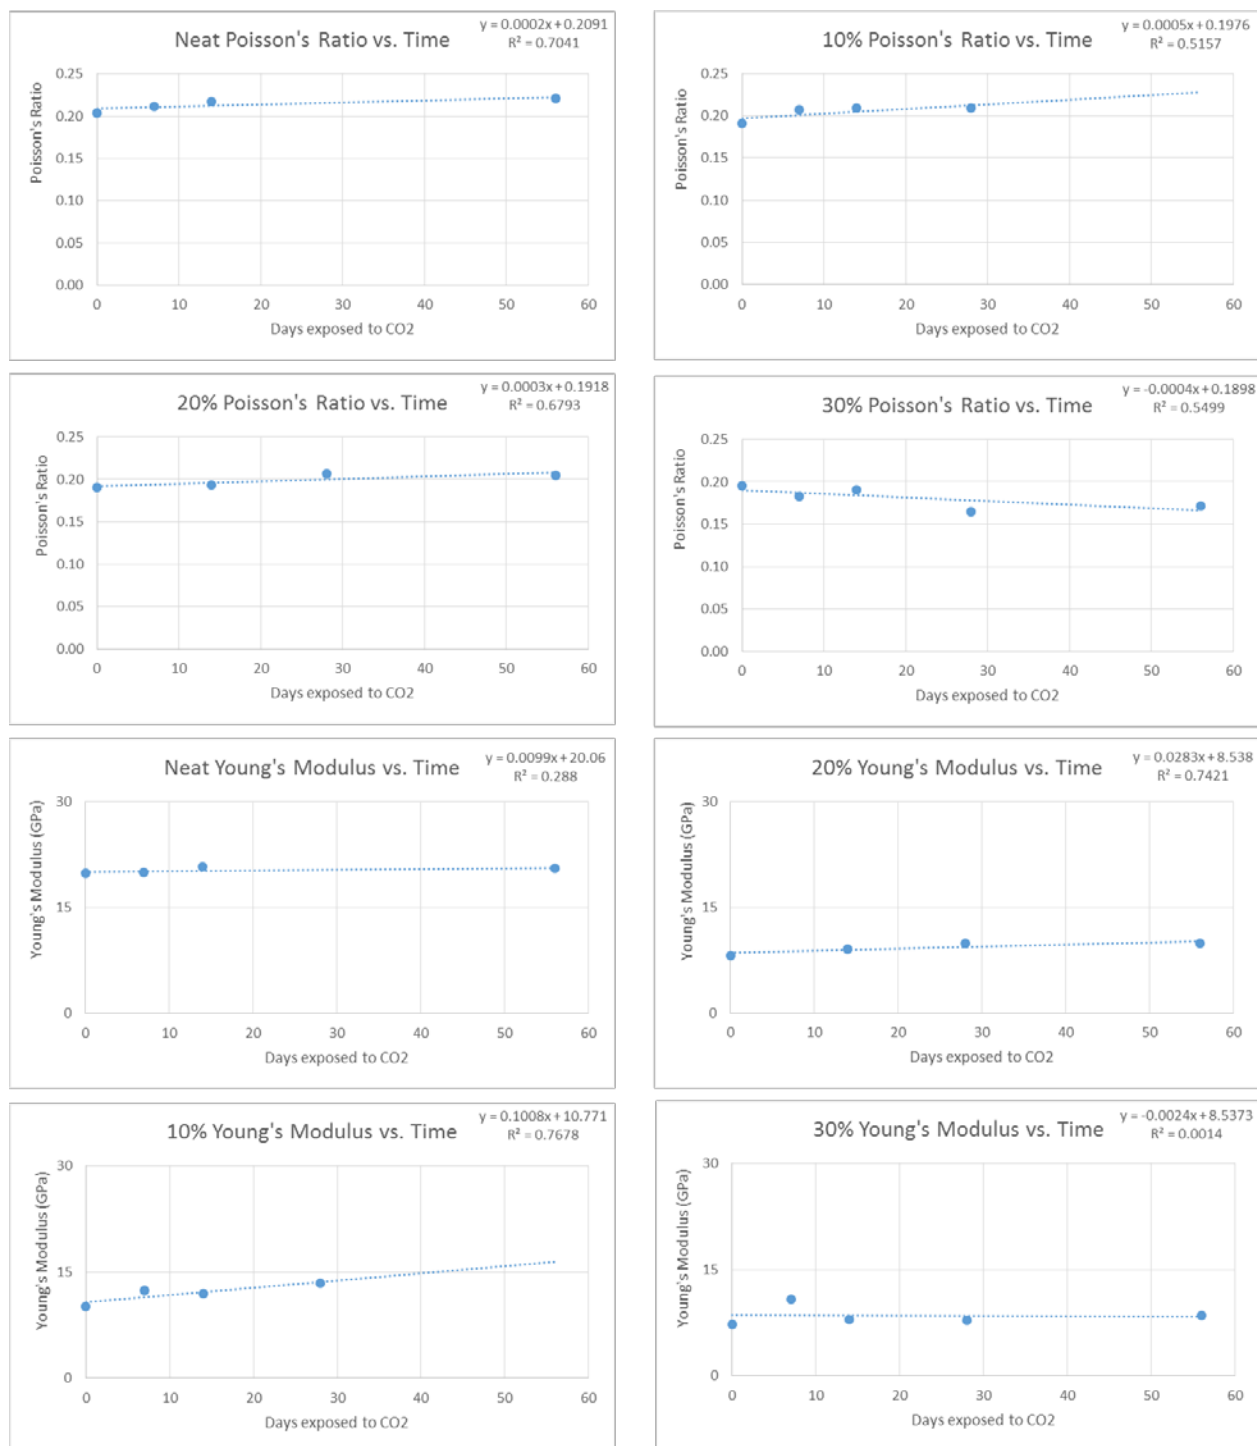 Neat Poisson's Ratio vs. Time
y = 0.0002x + 0.2091
R² = 0.7041
Poisson's Ratio
0.25
0.20
0.15
0.10
0.05
0.00
0 10 20 30 40 50 60
Days exposed to CO2
10% Poisson's Ratio vs. Time
y = 0.0005x + 0.1976
R² = 0.5157
Poisson's Ratio
0.25
0.20
0.15
0.10
0.05
0.00
0 10 20 30 40 50 60
Days exposed to CO2
20% Poisson's Ratio vs. Time
y = 0.0003x + 0.1918
R² = 0.6793
Poisson's Ratio
0.25
0.20
0.15
0.10
0.05
0.00
0 10 20 30 40 50 60
Days exposed to CO2
30% Poisson's Ratio vs. Time
y = -0.0004x + 0.1898
R² = 0.5499
Poisson's Ratio
0.25
0.20
0.15
0.10
0.05
0.00
0 10 20 30 40 50 60
Days exposed to CO2
Neat Young's Modulus vs. Time
y = 0.0099x + 20.06
R² = 0.288
Young's Modulus (GPa)
30
15
0
0 10 20 30 40 50 60
Days exposed to CO2
20% Young's Modulus vs. Time
y = 0.0283x + 8.538
R² = 0.7421
Young's Modulus (GPa)
30
15
0
0 10 20 30 40 50 60
Days exposed to CO2
10% Young's Modulus vs. Time
y = 0.1008x + 10.771
R² = 0.7678
Young's Modulus (GPa)
30
15
0
0 10 20 30 40 50 60
Days exposed to CO2
30% Young's Modulus vs. Time
y = -0.0024x + 8.5373
R² = 0.0014
Young's Modulus (GPa)
30
15
0
0 10 20 30 40 50 60
Days exposed to CO2